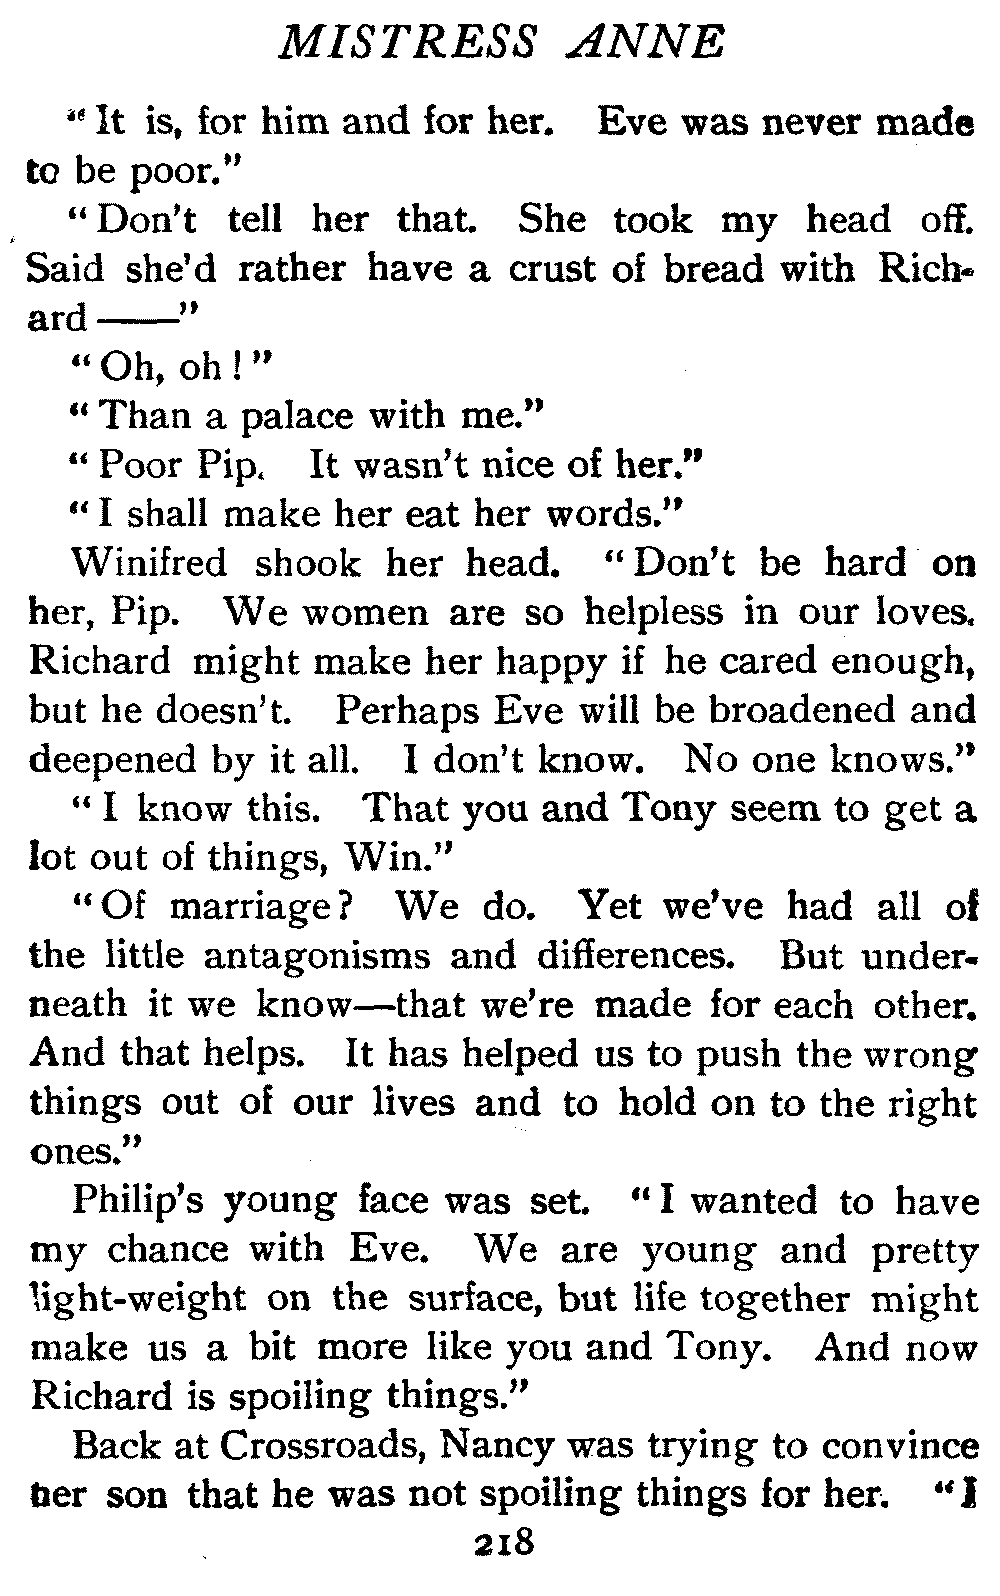 MISTRESS ANNE
"It is, for him and for her. Eve was never made
to be poor."
"Don't tell her that. She took my head off.
Said she'd rather have a crust of bread with Rich-
ard ——"
"Oh, oh!"
"Than a palace with me."
"Poor Pip. It wasn't nice of her."
"I shall make her eat her words."
Winifred shook her head. "Don't be hard on
her, Pip. We women are so helpless in our loves.
Richard might make her happy if he cared enough,
but he doesn't. Perhaps Eve will be broadened and
deepened by it all. I don't know. No one knows."
"I know this. That you and Tony seem to get a
lot out of things, Win."
"Of marriage? We do. Yet we've had all of
the little antagonisms and differences. But under-
neath it we know—that we're made for each other.
And that helps. It has helped us to push the wrong
things out of our lives and to hold on to the right
ones."
Philip's young face was set. "I wanted to have
my chance with Eve. We are young and pretty
light-weight on the surface, but life together might
make us a bit more like you and Tony. And now
Richard is spoiling things."
Back at Crossroads, Nancy was trying to convince
her son that he was not spoiling things for her. "I
218